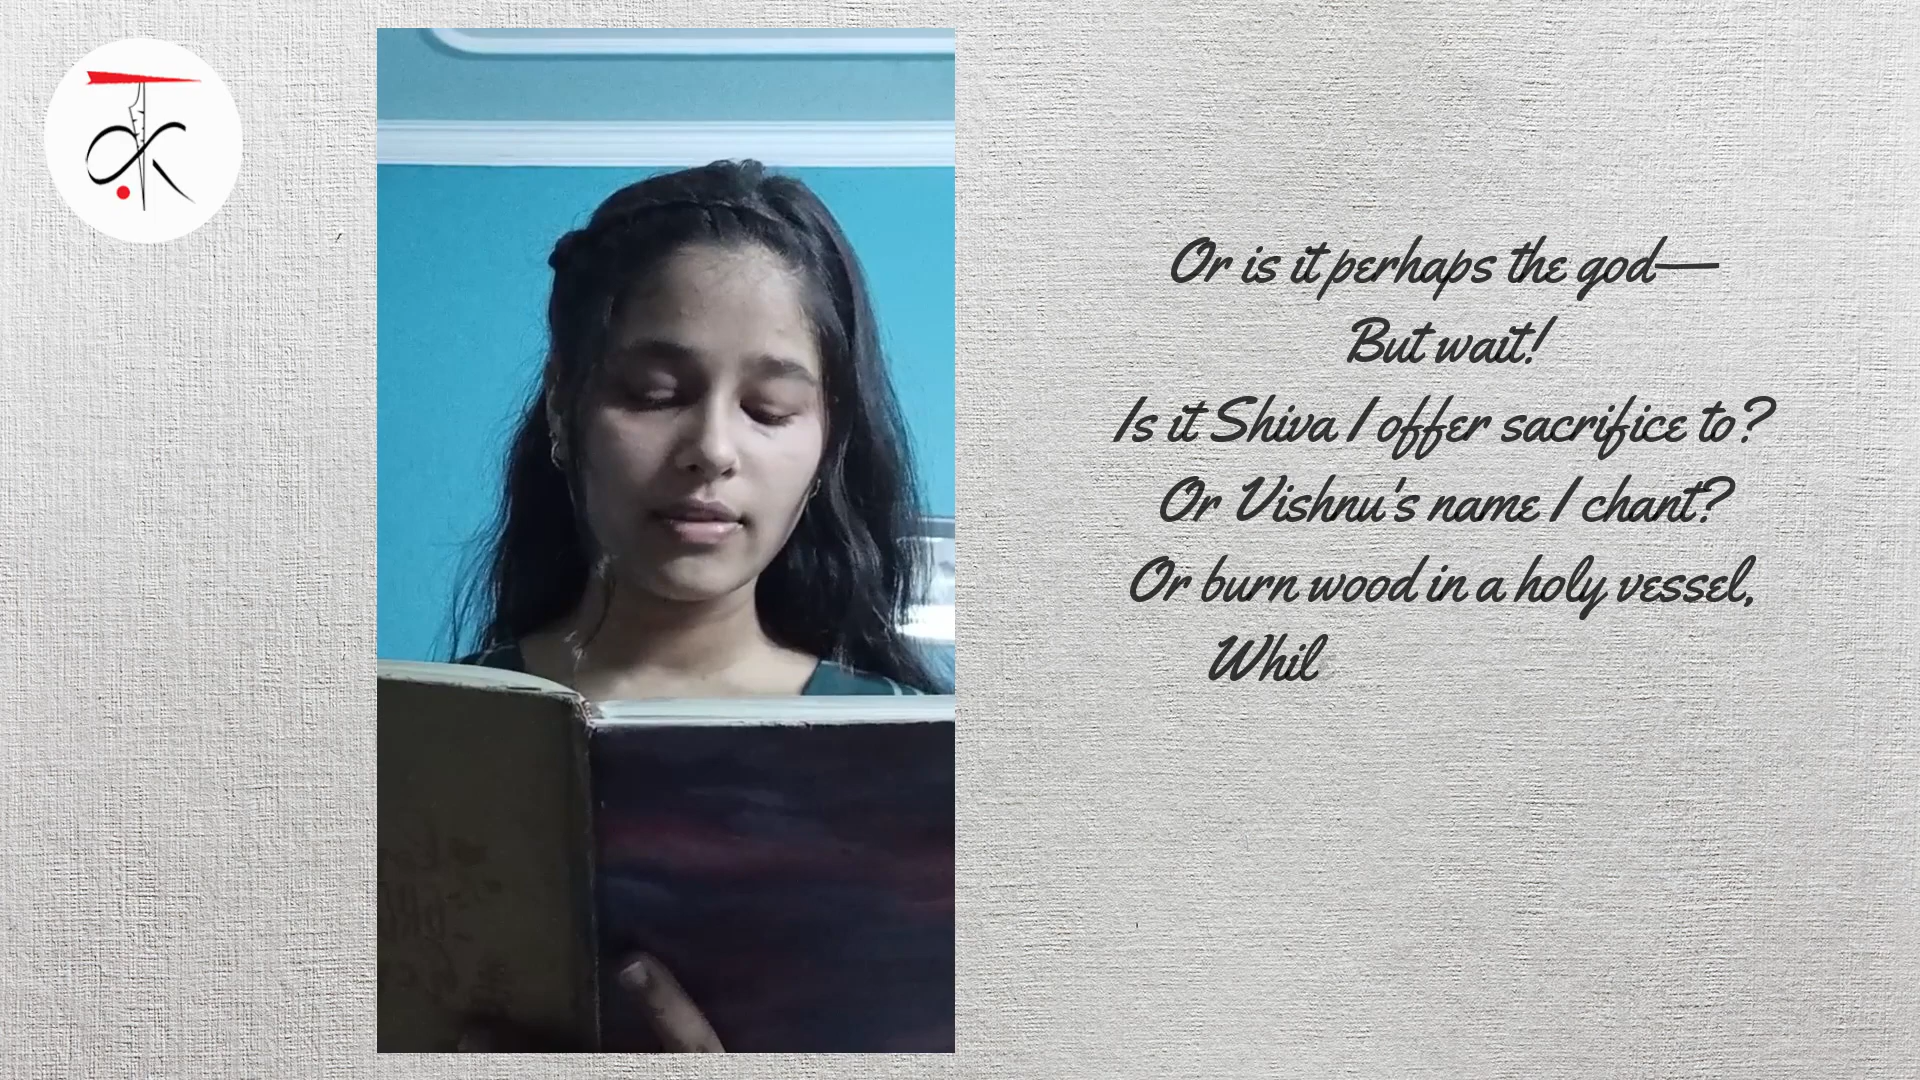 Or is it perhaps the god—
But wait!
Is it Shiva I offer sacrifice to?
Or Vishnu's name I chant?
Or burn wood in a holy vessel,
Whil